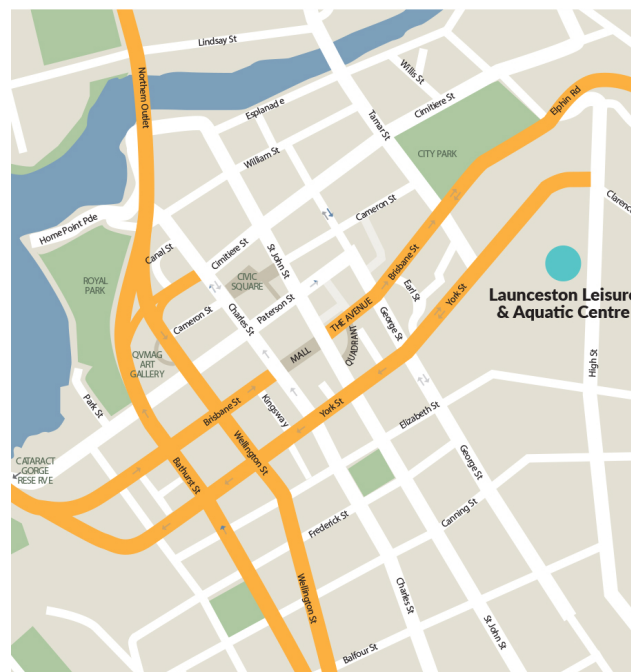 Lindsay St
Northern Outlet
Willis St
Esplanade
Cimitiere St
Elphin Rd
Tamar St
CITY PARK
William St
Clarenc
Cameron St
Home Point Pde
Canal St
Cimitiere St
St John St
Brisbane St
ROYAL
PARK
CIVIC
SQUARE
Earl St
York St
Launceston Leisure
& Aquatic Centre
Paterson St
Cameron St
Charles St
THE AVENUE
George St
QUADRANT
MALL
QVMAG
ART
GALLERY
High St
Park St
Brisbane St
Kingsway
York St
Elizabeth St
Wellington St
CATARACT
GORGE
RESE RVE
Bathurst St
George St
Canning St
Frederick St
Wellington St
Charles St
St John St
Balfour St